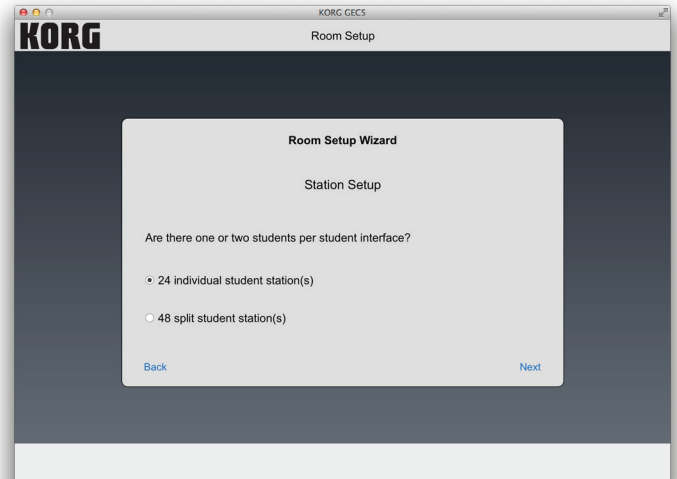 KORG GEC5
KORG
Room Setup
Room Setup Wizard
Station Setup
Are there one or two students per student interface?
24 individual student station(s)
48 split student station(s)
Back
Next